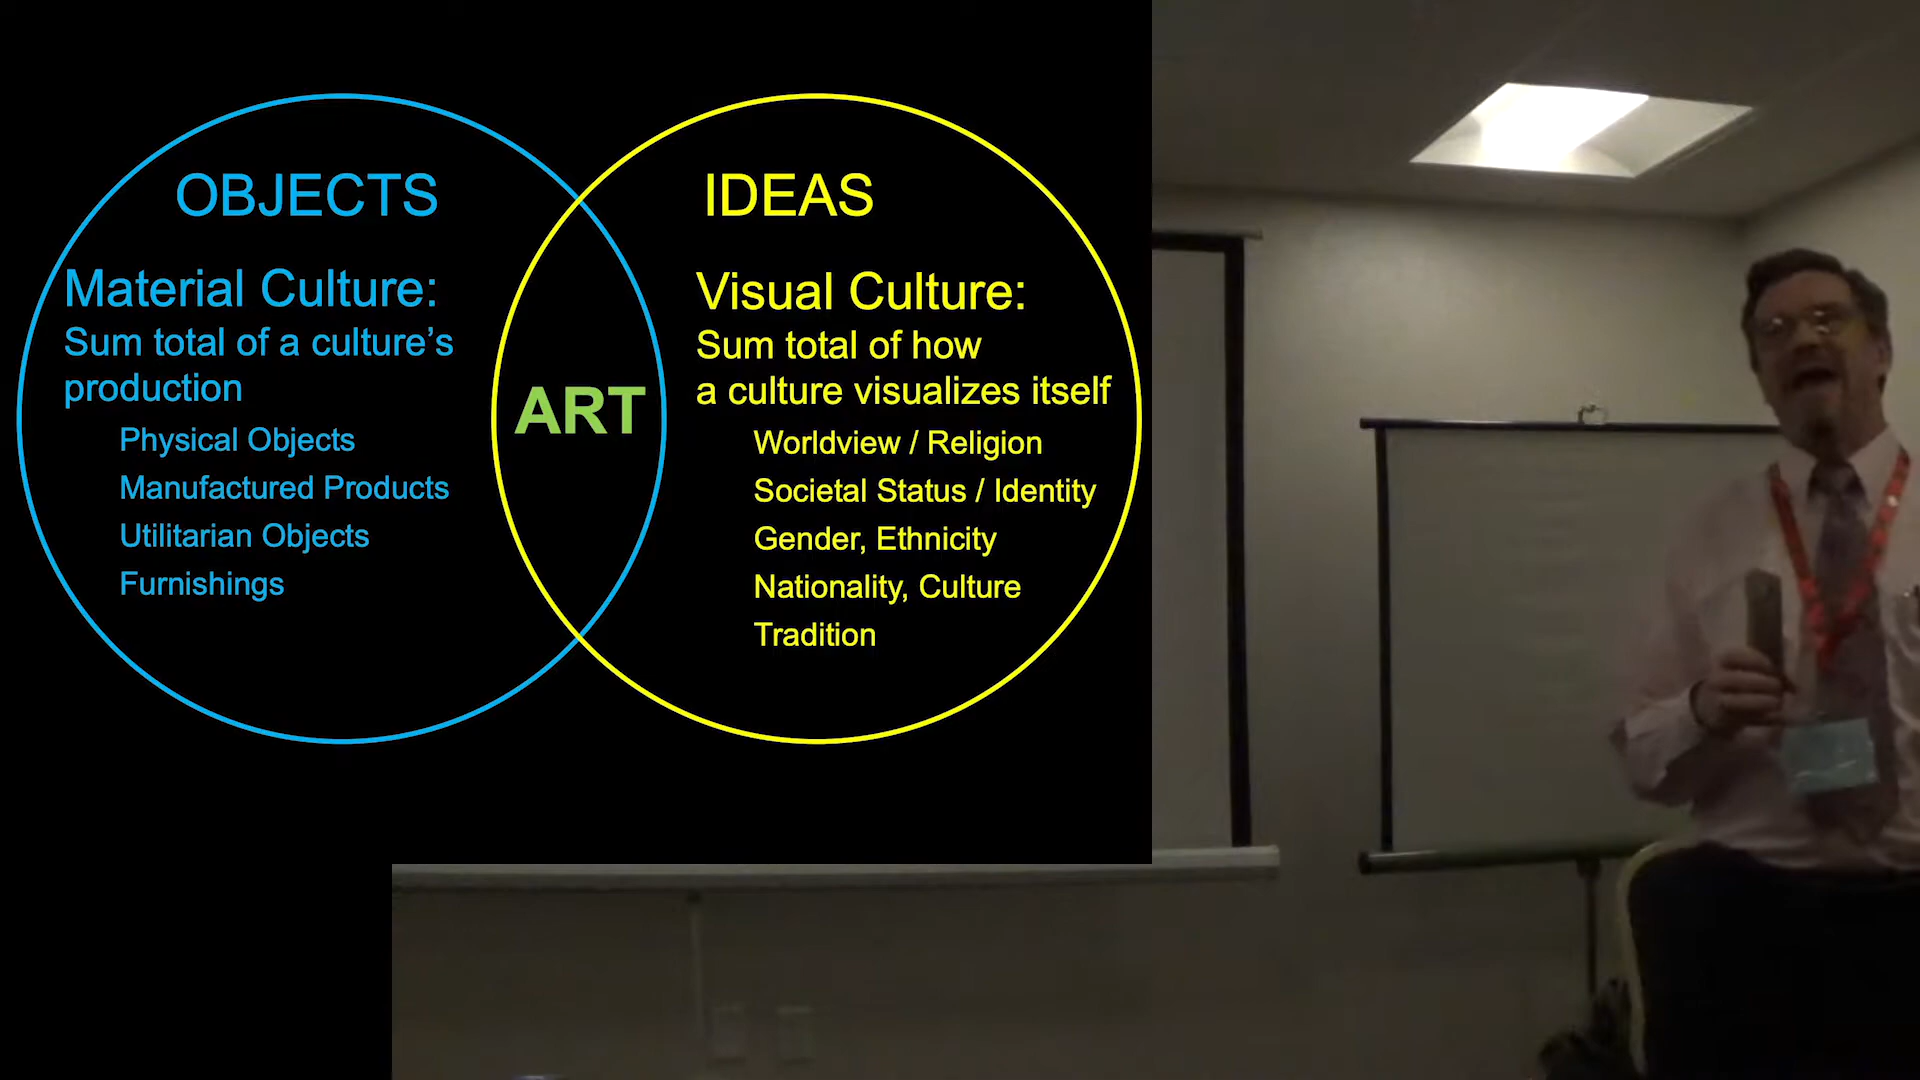 OBJECTS
Material Culture:
Sum total of a culture’s
production
Physical Objects
Manufactured Products
Utilitarian Objects
Furnishings
ART
IDEAS
Visual Culture:
Sum total of how
a culture visualizes itself
Worldview / Religion
Societal Status / Identity
Gender, Ethnicity
Nationality, Culture
Tradition